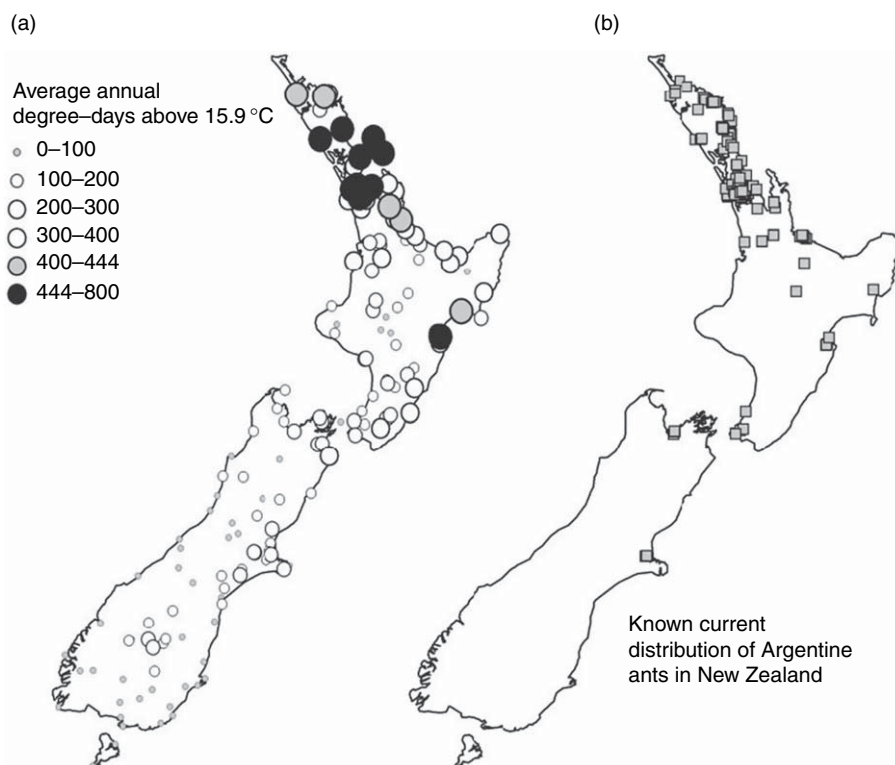 (a)
(b)
Average annual
degree–days above 15.9 °C
0–100
100–200
200–300
300–400
400–444
444–800
Known current
distribution of Argentine
ants in New Zealand